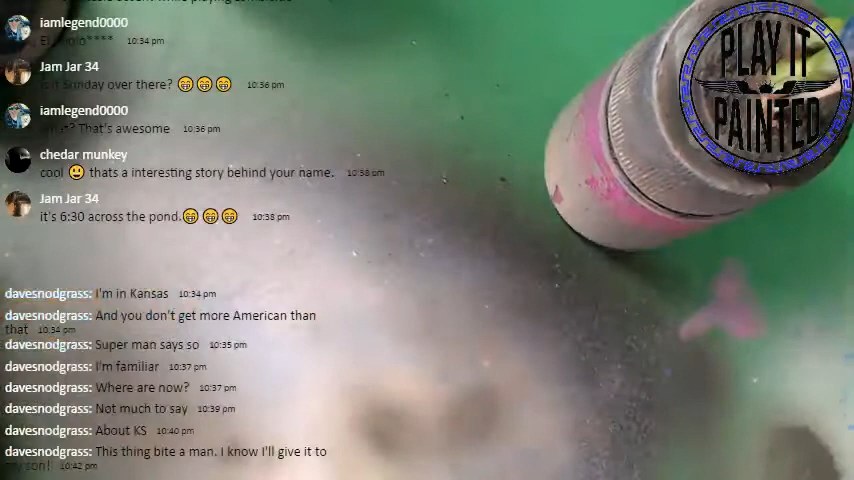 iamlegend0000
10:34 pm
Jam Jar 34
Sunday over there? 😁😁😁 10:36 pm
iamlegend0000
That's awesome 10:36 pm
chedar munkey
cool 😃 thats a interesting story behind your name. 10:38 pm
Jam Jar 34
it's 6:30 across the pond.😁😁😁 10:38 pm
davesnodgrass: I'm in Kansas 10:34 pm
davesnodgrass: And you don't get more American than
that 10:34 pm
davesnodgrass: Super man says so 10:35 pm
davesnodgrass: I'm familiar 10:37 pm
davesnodgrass: Where are now? 10:37 pm
davesnodgrass: Not much to say 10:39 pm
davesnodgrass: About KS 10:40 pm
davesnodgrass: This thing bite a man. I know I'll give it to
my son! 10:42 pm
PLAY IT
PAINTED